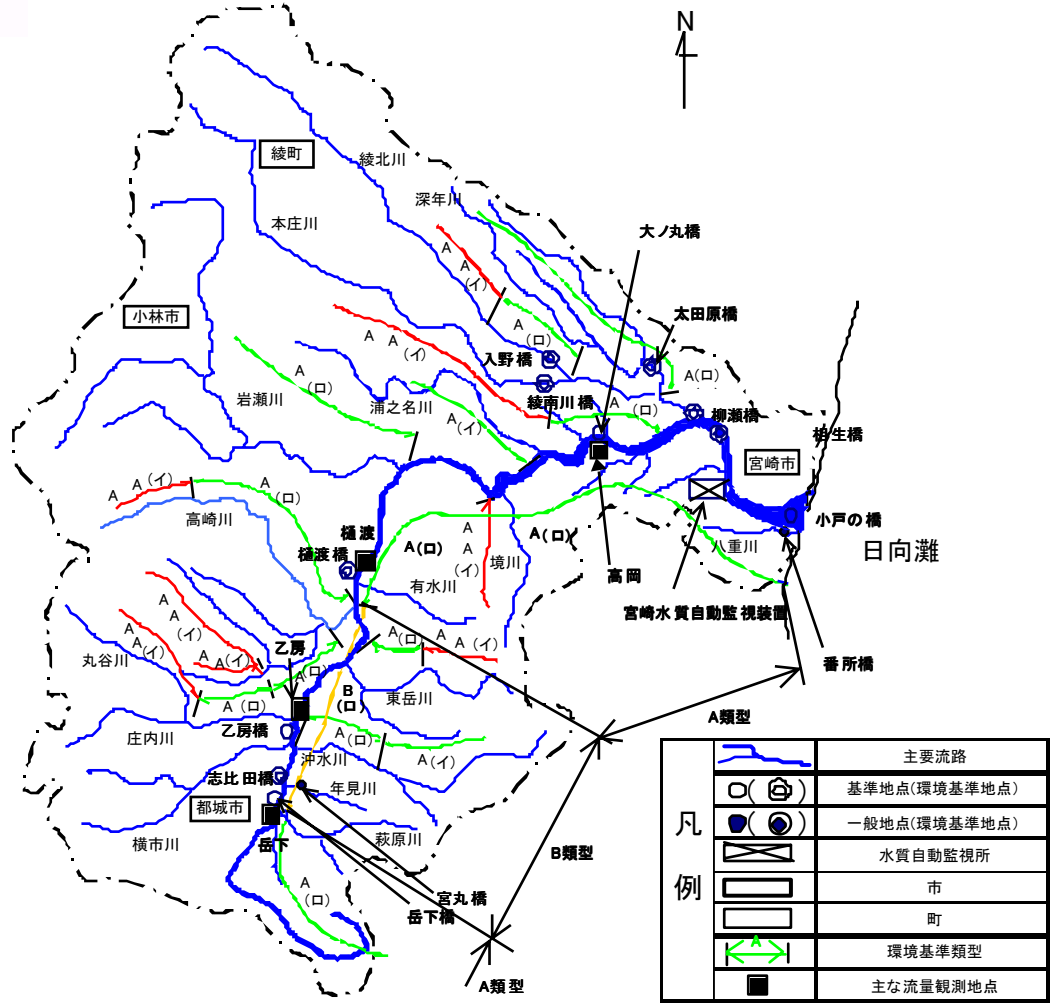 N
綾町
綾北川
深年川
本庄川
大ノ丸橋
A
A
(イ)
小林市
太田原橋
A
(ロ)
A
A
(イ)
入野橋
A(ロ)
A
(ロ)
綾南川橋
A
(ロ)
柳瀬橋
岩瀬川
浦之名川
A(イ)
相生橋
宮崎市
A
A(イ)
A
(ロ)
高崎川
樋渡
樋渡橋
A(ロ)
A
A
(イ)
境川
A(ロ)
小戸の橋
八重川
日向灘
有水川
高岡
宮崎水質自動監視装置
番所橋
A
A
(イ)
A
A(イ)
A
A(イ)
丸谷川
乙房
A(ロ)
A
A(イ)
A(ロ)
A(ロ)
B
(ロ)
東岳川
A類型
庄内川
乙房橋
A(ロ)
沖水川
A(イ)
志比田橋
年見川
都城市
横市川
岳下
萩原川
B類型
A
(ロ)
宮丸橋
岳下橋
A類型
凡例
主要流路
基準地点(環境基準地点)
一般地点(環境基準地点)
水質自動監視所
市
町
A
環境基準類型
主な流量観測地点